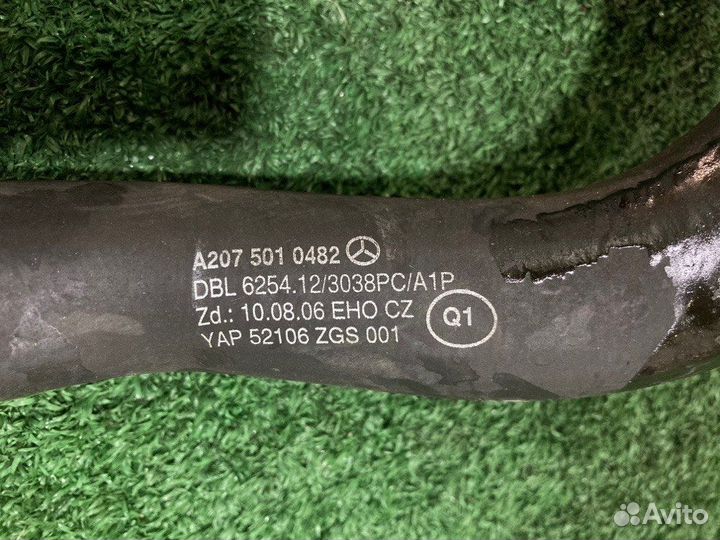 A207 501 0482
DBL 6254.12/3038PC/A1P
Zd.: 10.08.06 EHO CZ
YAP 52106 ZGS 001
Q1
Avito